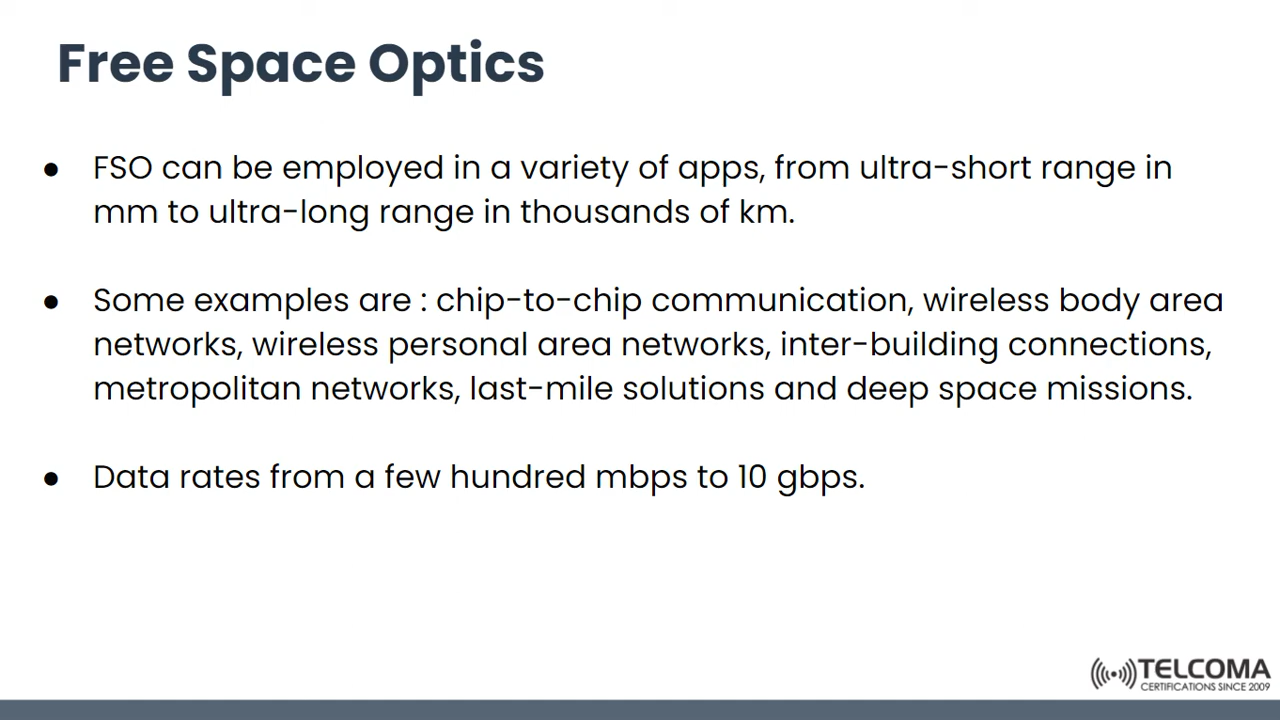 Free Space Optics
● FSO can be employed in a variety of apps, from ultra-short range in
mm to ultra-long range in thousands of km.
● Some examples are : chip-to-chip communication, wireless body area
networks, wireless personal area networks, inter-building connections,
metropolitan networks, last-mile solutions and deep space missions.
● Data rates from a few hundred mbps to 10 gbps.
TELCOMA
CERTIFICATIONS SINCE 2009